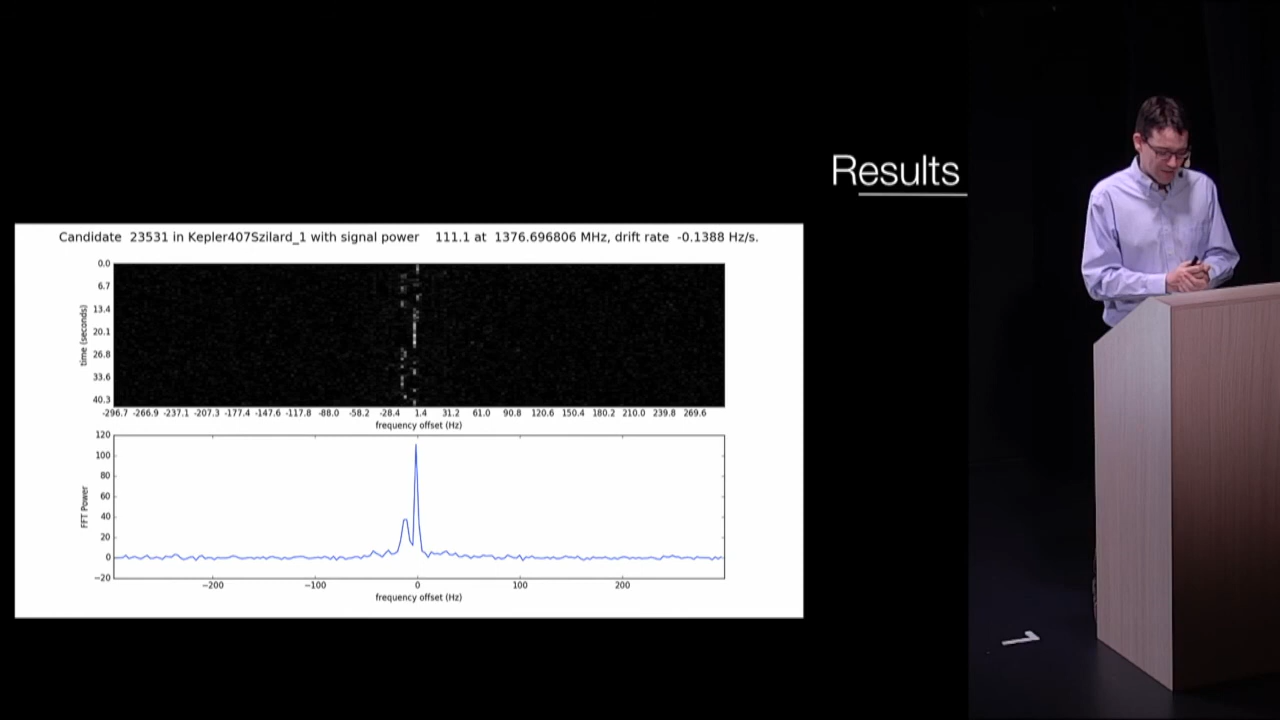 Results
Candidate 23531 in Kepler407Szilard_1 with signal power 111.1 at 1376.696806 MHz, drift rate -0.1388 Hz/s.
0.0
6.7
13.4
20.1
26.8
33.6
40.3
time (seconds)
-296.7 -266.9 -237.1 -207.3 -177.4 -147.6 -117.8 -88.0 -58.2 -28.4 1.4 31.2 61.0 90.8 120.6 150.4 180.2 210.0 239.8 269.6
frequency offset (Hz)
120
100
80
60
40
20
0
−20
FFT Power
−200 −100 0 100 200
frequency offset (Hz)